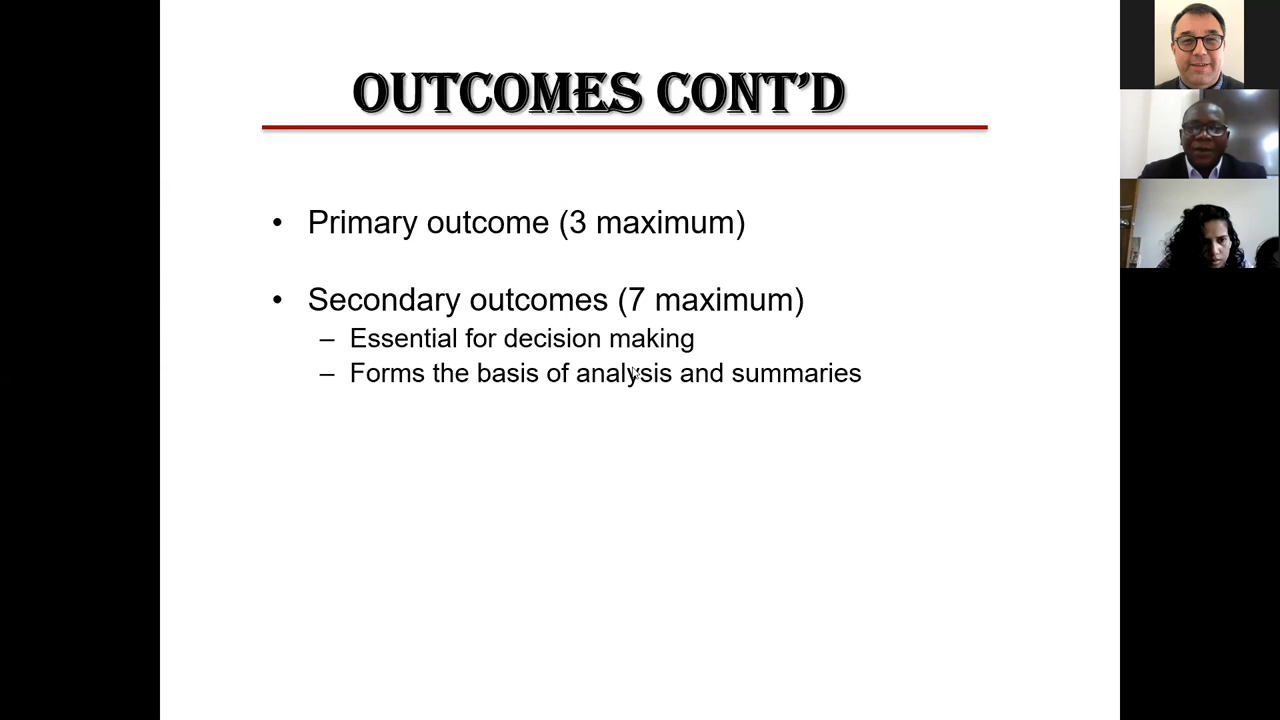 OUTCOMES CONT'D
• Primary outcome (3 maximum)
• Secondary outcomes (7 maximum)
– Essential for decision making
– Forms the basis of analysis and summaries